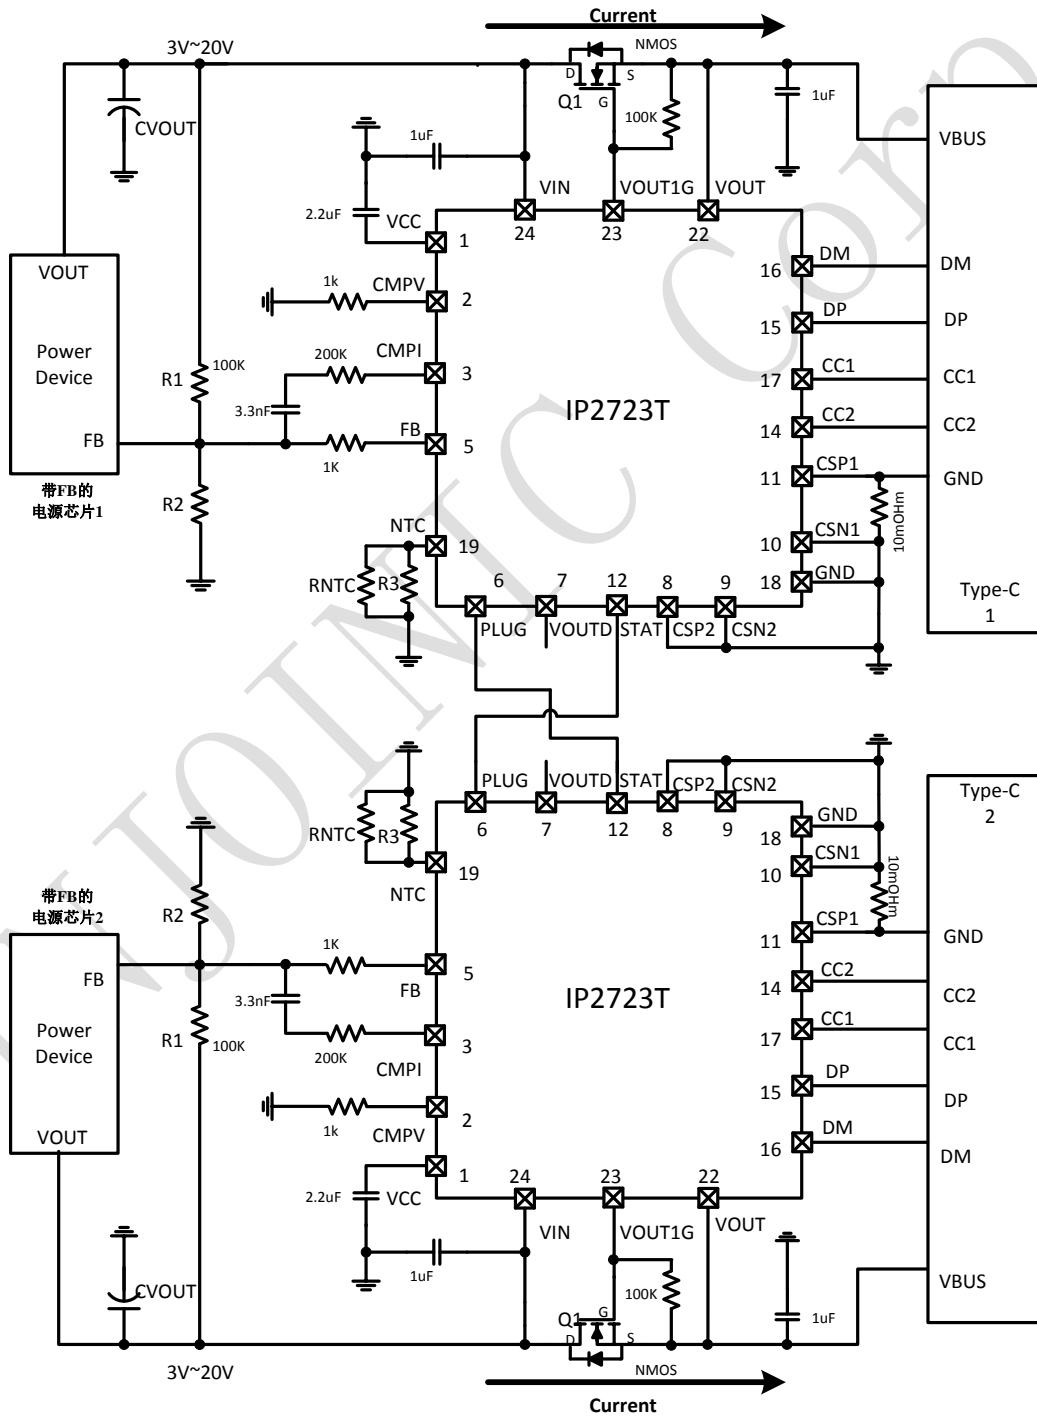 Current
3V~20V
NMOS
D
S
Q1
G
100K
1uF
CVOUT
1uF
VBUS
VIN
VOUT1G
VOUT
2.2uF
VCC
24
23
22
1
VOUT
DM
16
DM
1k
CMPV
2
DP
15
DP
Power
Device
R1
100K
200K
CMPI
3
CC1
17
CC1
3.3nF
IP2723T
CC2
14
CC2
FB
FB
5
1K
CSP1
11
GND
带FB的
电源芯片1
R2
10mOHm
NTC
19
CSN1
10
RNTC
R3
6
7
12
8
9
GND
18
Type-C
1
PLUG
VOUTD
STAT
CSP2
CSN2
PLUG
VOUTD
STAT
CSP2
CSN2
Type-C
2
6
7
12
8
9
GND
18
RNTC
R3
CSN1
10
19
NTC
10mOHm
带FB的
电源芯片2
R2
CSP1
11
GND
1K
FB
5
FB
CC2
14
CC2
3.3nF
IP2723T
Power
Device
R1
100K
200K
3
CMPI
CC1
17
CC1
DP
15
DP
2
1k
CMPV
VOUT
DM
16
DM
1
2.2uF
VCC
24
23
22
VIN
VOUT1G
VOUT
1uF
VBUS
CVOUT
100K
Q1
G
1uF
D
S
3V~20V
NMOS
Current
INJOINIC Corp